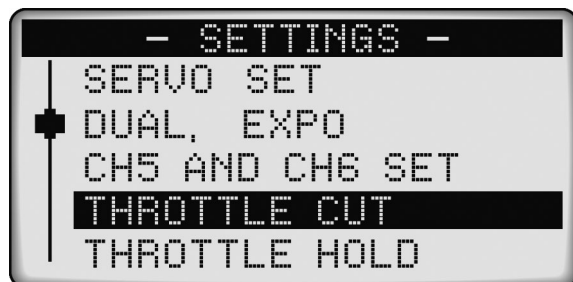 — SETTINGS —
SERVO SET
DUAL, EXPO
CH5 AND CH6 SET
THROTTLE CUT
THROTTLE HOLD